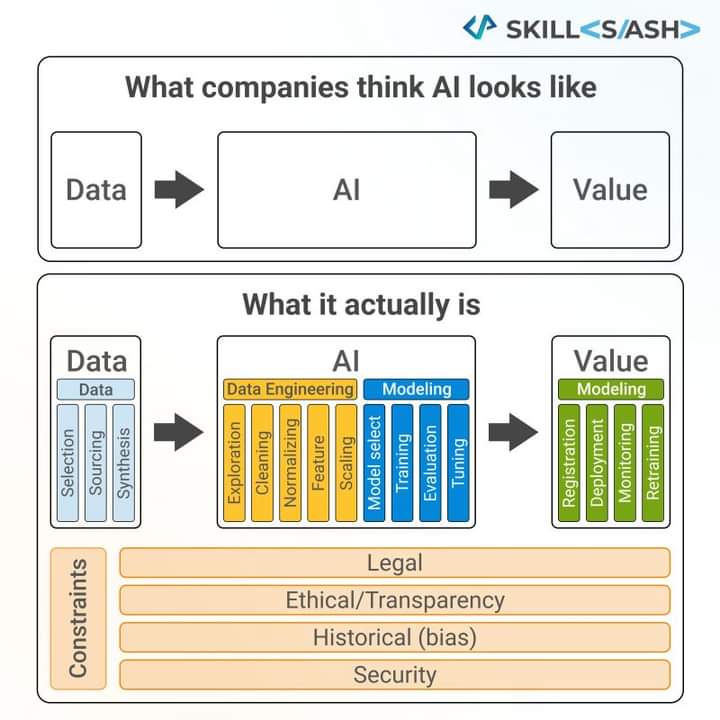 SKILL<S/ASH>
What companies think AI looks like
Data
AI
Value
What it actually is
Data
Data
Selection
Sourcing
Synthesis
AI
Data Engineering
Exploration
Cleaning
Normalizing
Feature
Scaling
Modeling
Model select
Training
Evaluation
Tuning
Value
Modeling
Registration
Deployment
Monitoring
Retraining
Constraints
Legal
Ethical/Transparency
Historical (bias)
Security